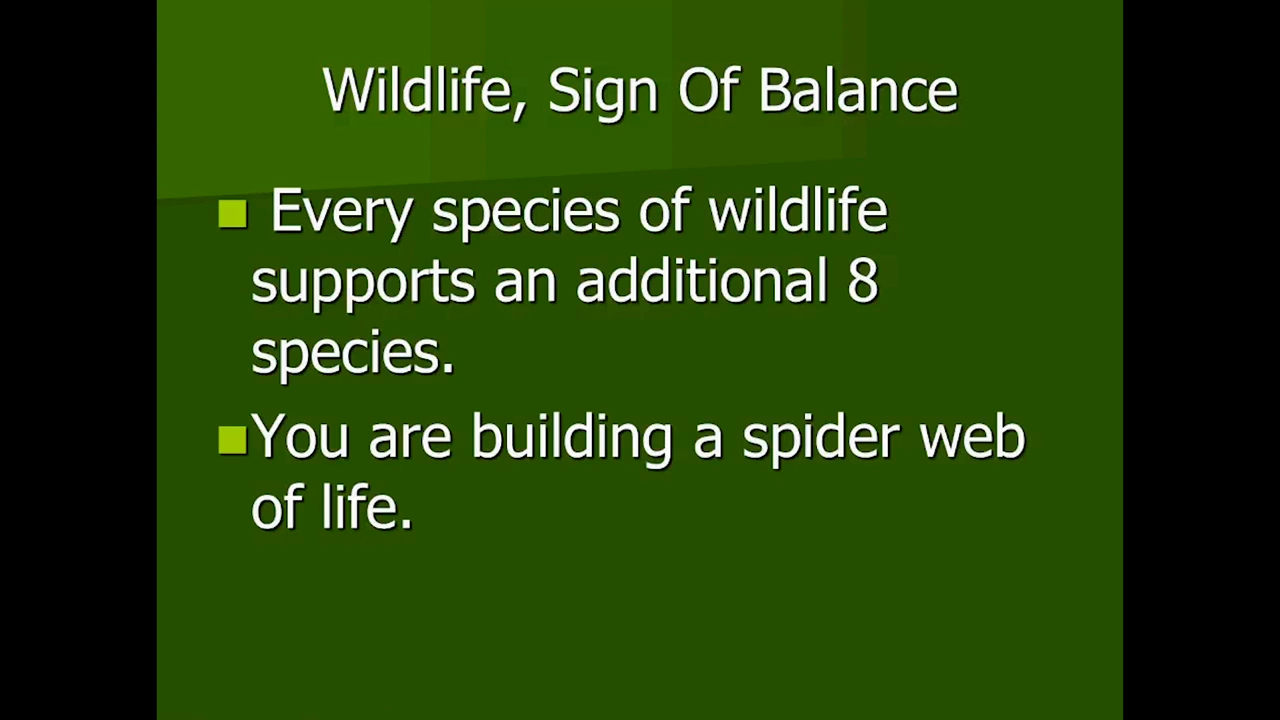 Wildlife, Sign Of Balance
Every species of wildlife
supports an additional 8
species.
You are building a spider web
of life.